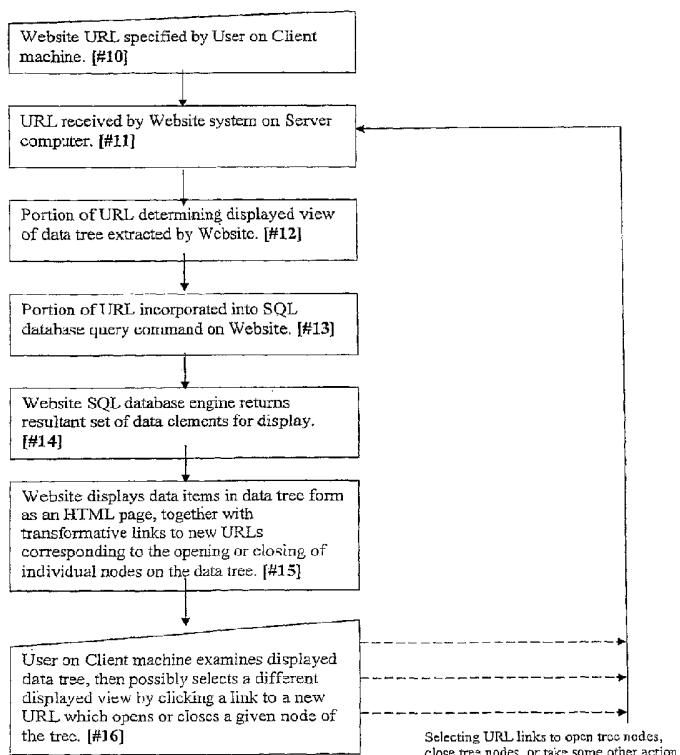 Website URL specified by User on Client
machine. [#10]
URL received by Website system on Server
computer. [#11]
Portion of URL determining displayed view
of data tree extracted by Website. [#12]
Portion of URL incorporated into SQL
database query command on Website. [#13]
Website SQL database engine returns
resultant set of data elements for display.
[#14]
Website displays data items in data tree form
as an HTML page, together with
transformative links to new URLs
corresponding to the opening or closing of
individual nodes on the data tree. [#15]
User on Client machine examines displayed
data tree, then possibly selects a different
displayed view by clicking a link to a new
URL which opens or closes a given node of
the tree. [#16]
Selecting URL links to open tree nodes,
close tree nodes, or take some other action